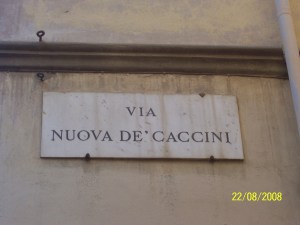 VIA
NUOVA DE' CACCINI
22/08/2008